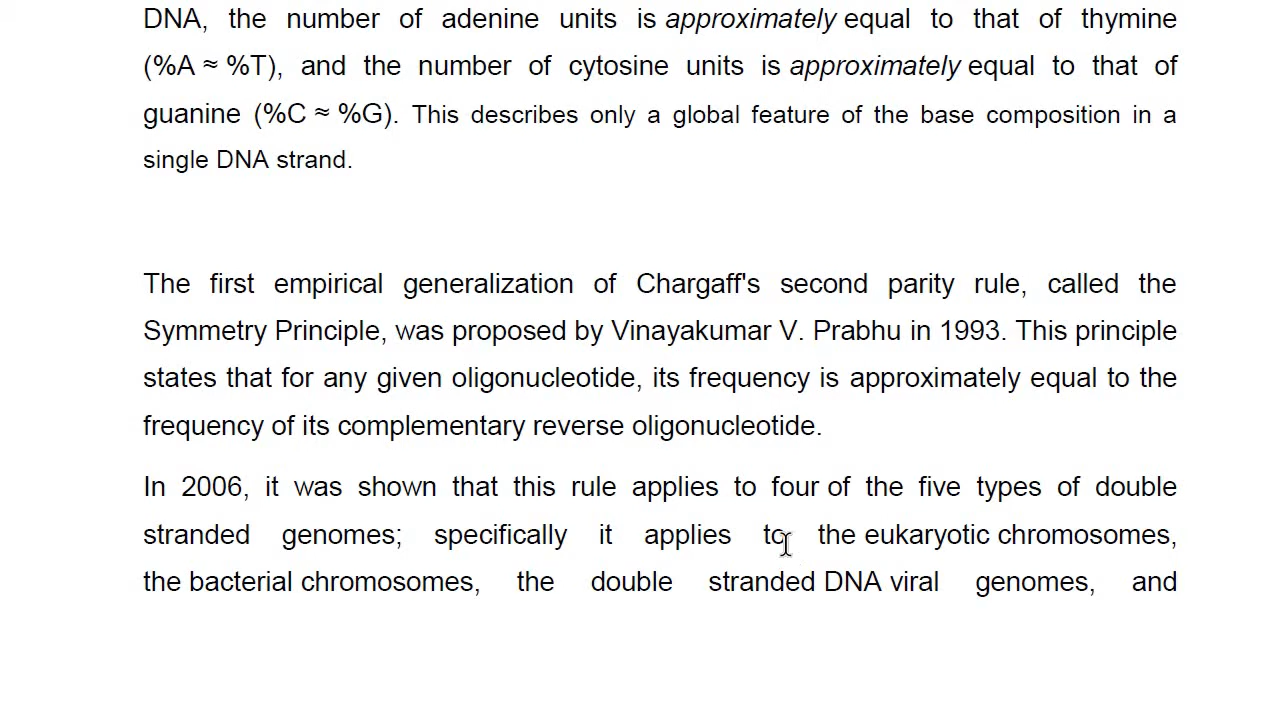 DNA, the number of adenine units is approximately equal to that of thymine
(%A ≈ %T), and the number of cytosine units is approximately equal to that of
guanine (%C ≈ %G). This describes only a global feature of the base composition in a
single DNA strand.
The first empirical generalization of Chargaff's second parity rule, called the
Symmetry Principle, was proposed by Vinayakumar V. Prabhu in 1993. This principle
states that for any given oligonucleotide, its frequency is approximately equal to the
frequency of its complementary reverse oligonucleotide.
In 2006, it was shown that this rule applies to four of the five types of double
stranded genomes; specifically it applies to the eukaryotic chromosomes,
the bacterial chromosomes, the double stranded DNA viral genomes, and